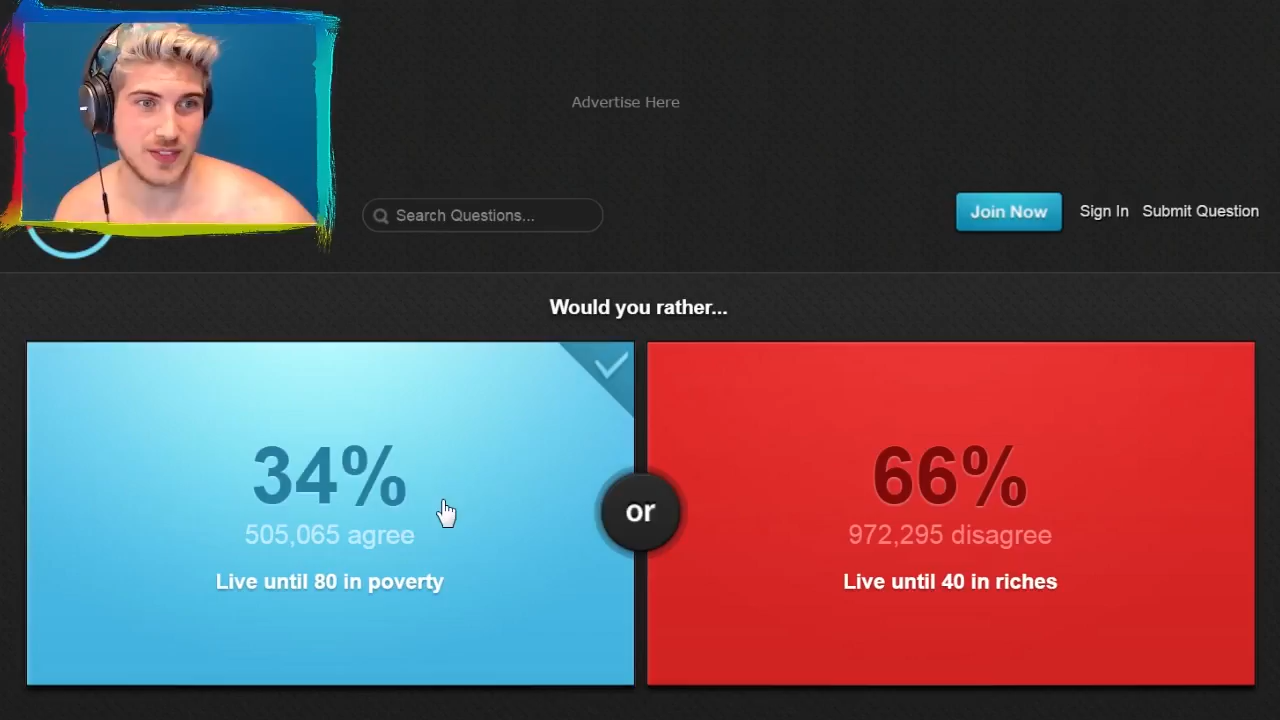 Advertise Here
Search Questions...
Join Now
Sign In
Submit Question
Would you rather...
34%
505,065 agree
Live until 80 in poverty
or
66%
972,295 disagree
Live until 40 in riches